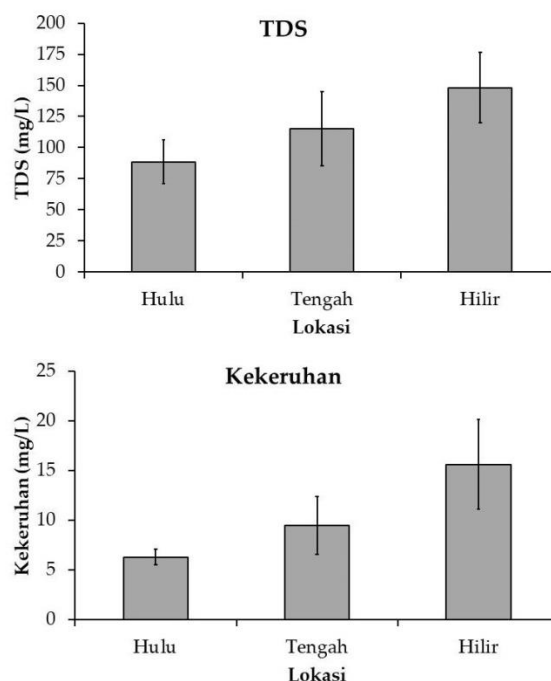 TDS
TDS (mg/L)
200
175
150
125
100
75
50
25
0
Hulu Tengah Hilir
Lokasi
Kekeruhan
Kekeruhan (mg/L)
25
20
15
10
5
0
Hulu Tengah Hilir
Lokasi